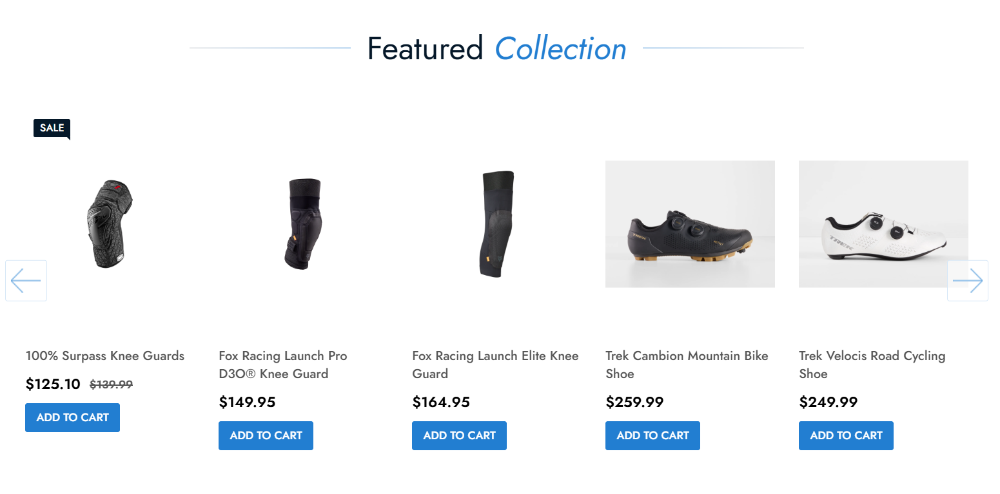 Featured Collection
SALE
TREK
TREK
100% Surpass Knee Guards
$125.10 $139.99
ADD TO CART
Fox Racing Launch Pro
D3O® Knee Guard
$149.95
ADD TO CART
Fox Racing Launch Elite Knee
Guard
$164.95
ADD TO CART
Trek Cambion Mountain Bike
Shoe
$259.99
ADD TO CART
Trek Velocis Road Cycling
Shoe
$249.99
ADD TO CART